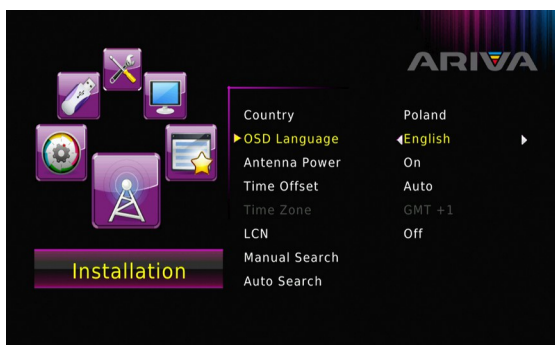 ARIVA
Country Poland
OSD Language English
Antenna Power On
Time Offset Auto
Time Zone GMT +1
LCN Off
Manual Search
Auto Search
Installation